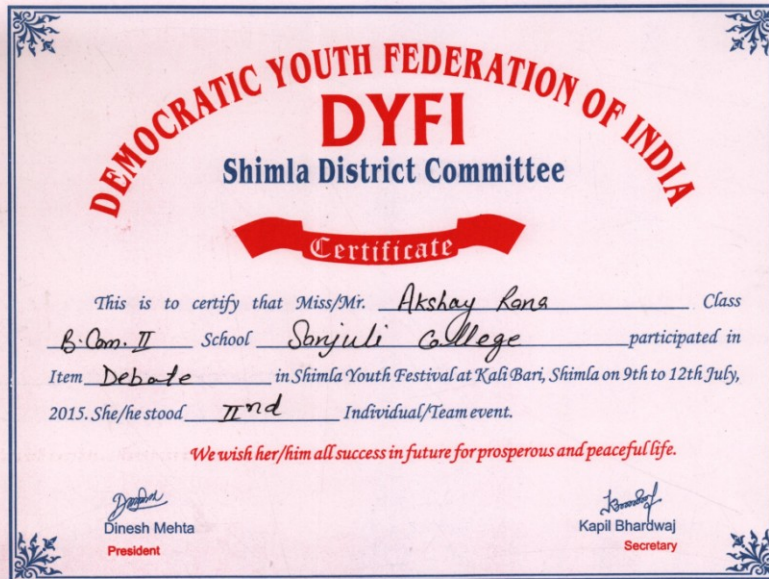 DEMOCRATIC YOUTH FEDERATION OF INDIA
DYFI
Shimla District Committee
Certificate
This is to certify that Miss/Mr. Akshay Rana Class
B.Com. II School Sanjuli College participated in
Item Debate in Shimla Youth Festival at Kali Bari, Shimla on 9th to 12th July,
2015. She/he stood IInd Individual/Team event.
We wish her/him all success in future for prosperous and peaceful life.
Dinesh Mehta
President
Kapil Bhardwaj
Secretary